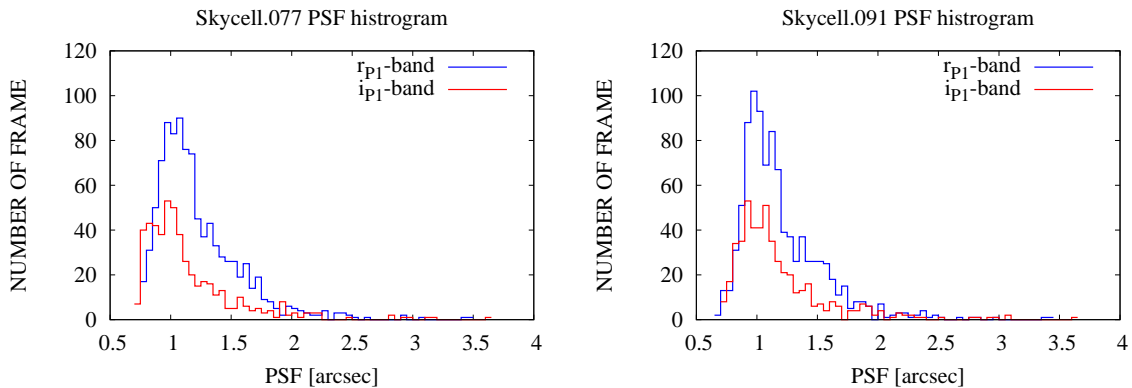 Skycell.077 PSF histrogram
120
100
80
60
40
20
0
0.5 1 1.5 2 2.5 3 3.5 4
NUMBER OF FRAME
PSF [arcsec]
rP1-band
iP1-band
Skycell.091 PSF histrogram
120
100
80
60
40
20
0
0.5 1 1.5 2 2.5 3 3.5 4
NUMBER OF FRAME
PSF [arcsec]
rP1-band
iP1-band